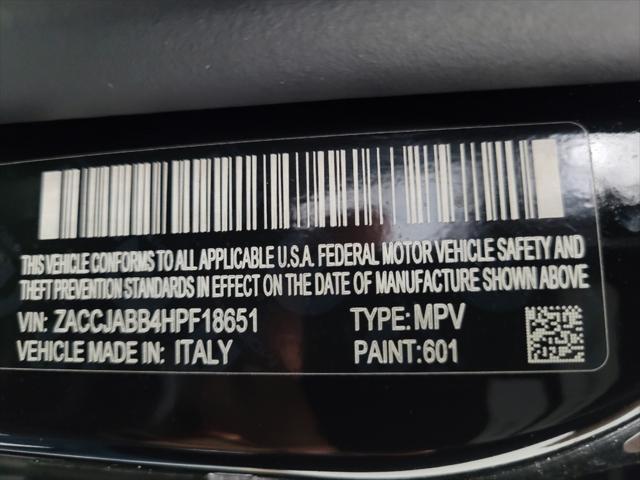 THIS VEHICLE CONFORMS TO ALL APPLICABLE U.S.A. FEDERAL MOTOR VEHICLE SAFETY AND
THEFT PREVENTION STANDARDS IN EFFECT ON THE DATE OF MANUFACTURE SHOWN ABOVE
VIN: ZACCJABB4HPF18651 TYPE: MPV
VEHICLE MADE IN: ITALY PAINT: 601